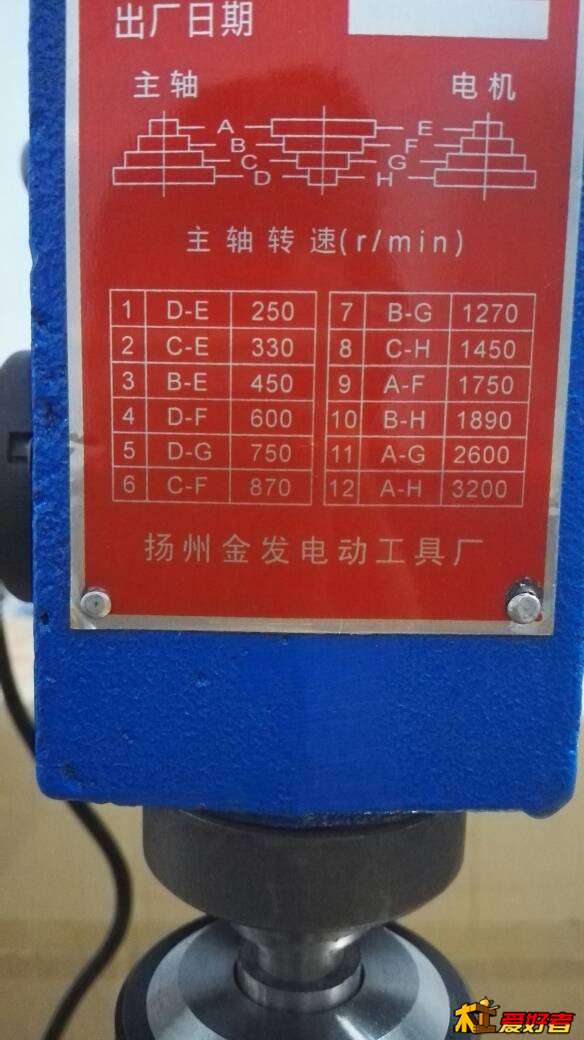 出厂日期
主轴 电机
A E
B F
C G
D H
主轴转速(r/min)
1 D-E 250 7 B-G 1270
2 C-E 330 8 C-H 1450
3 B-E 450 9 A-F 1750
4 D-F 600 10 B-H 1890
5 D-G 750 11 A-G 2600
6 C-F 870 12 A-H 3200
扬州金发电动工具厂
木工爱好者